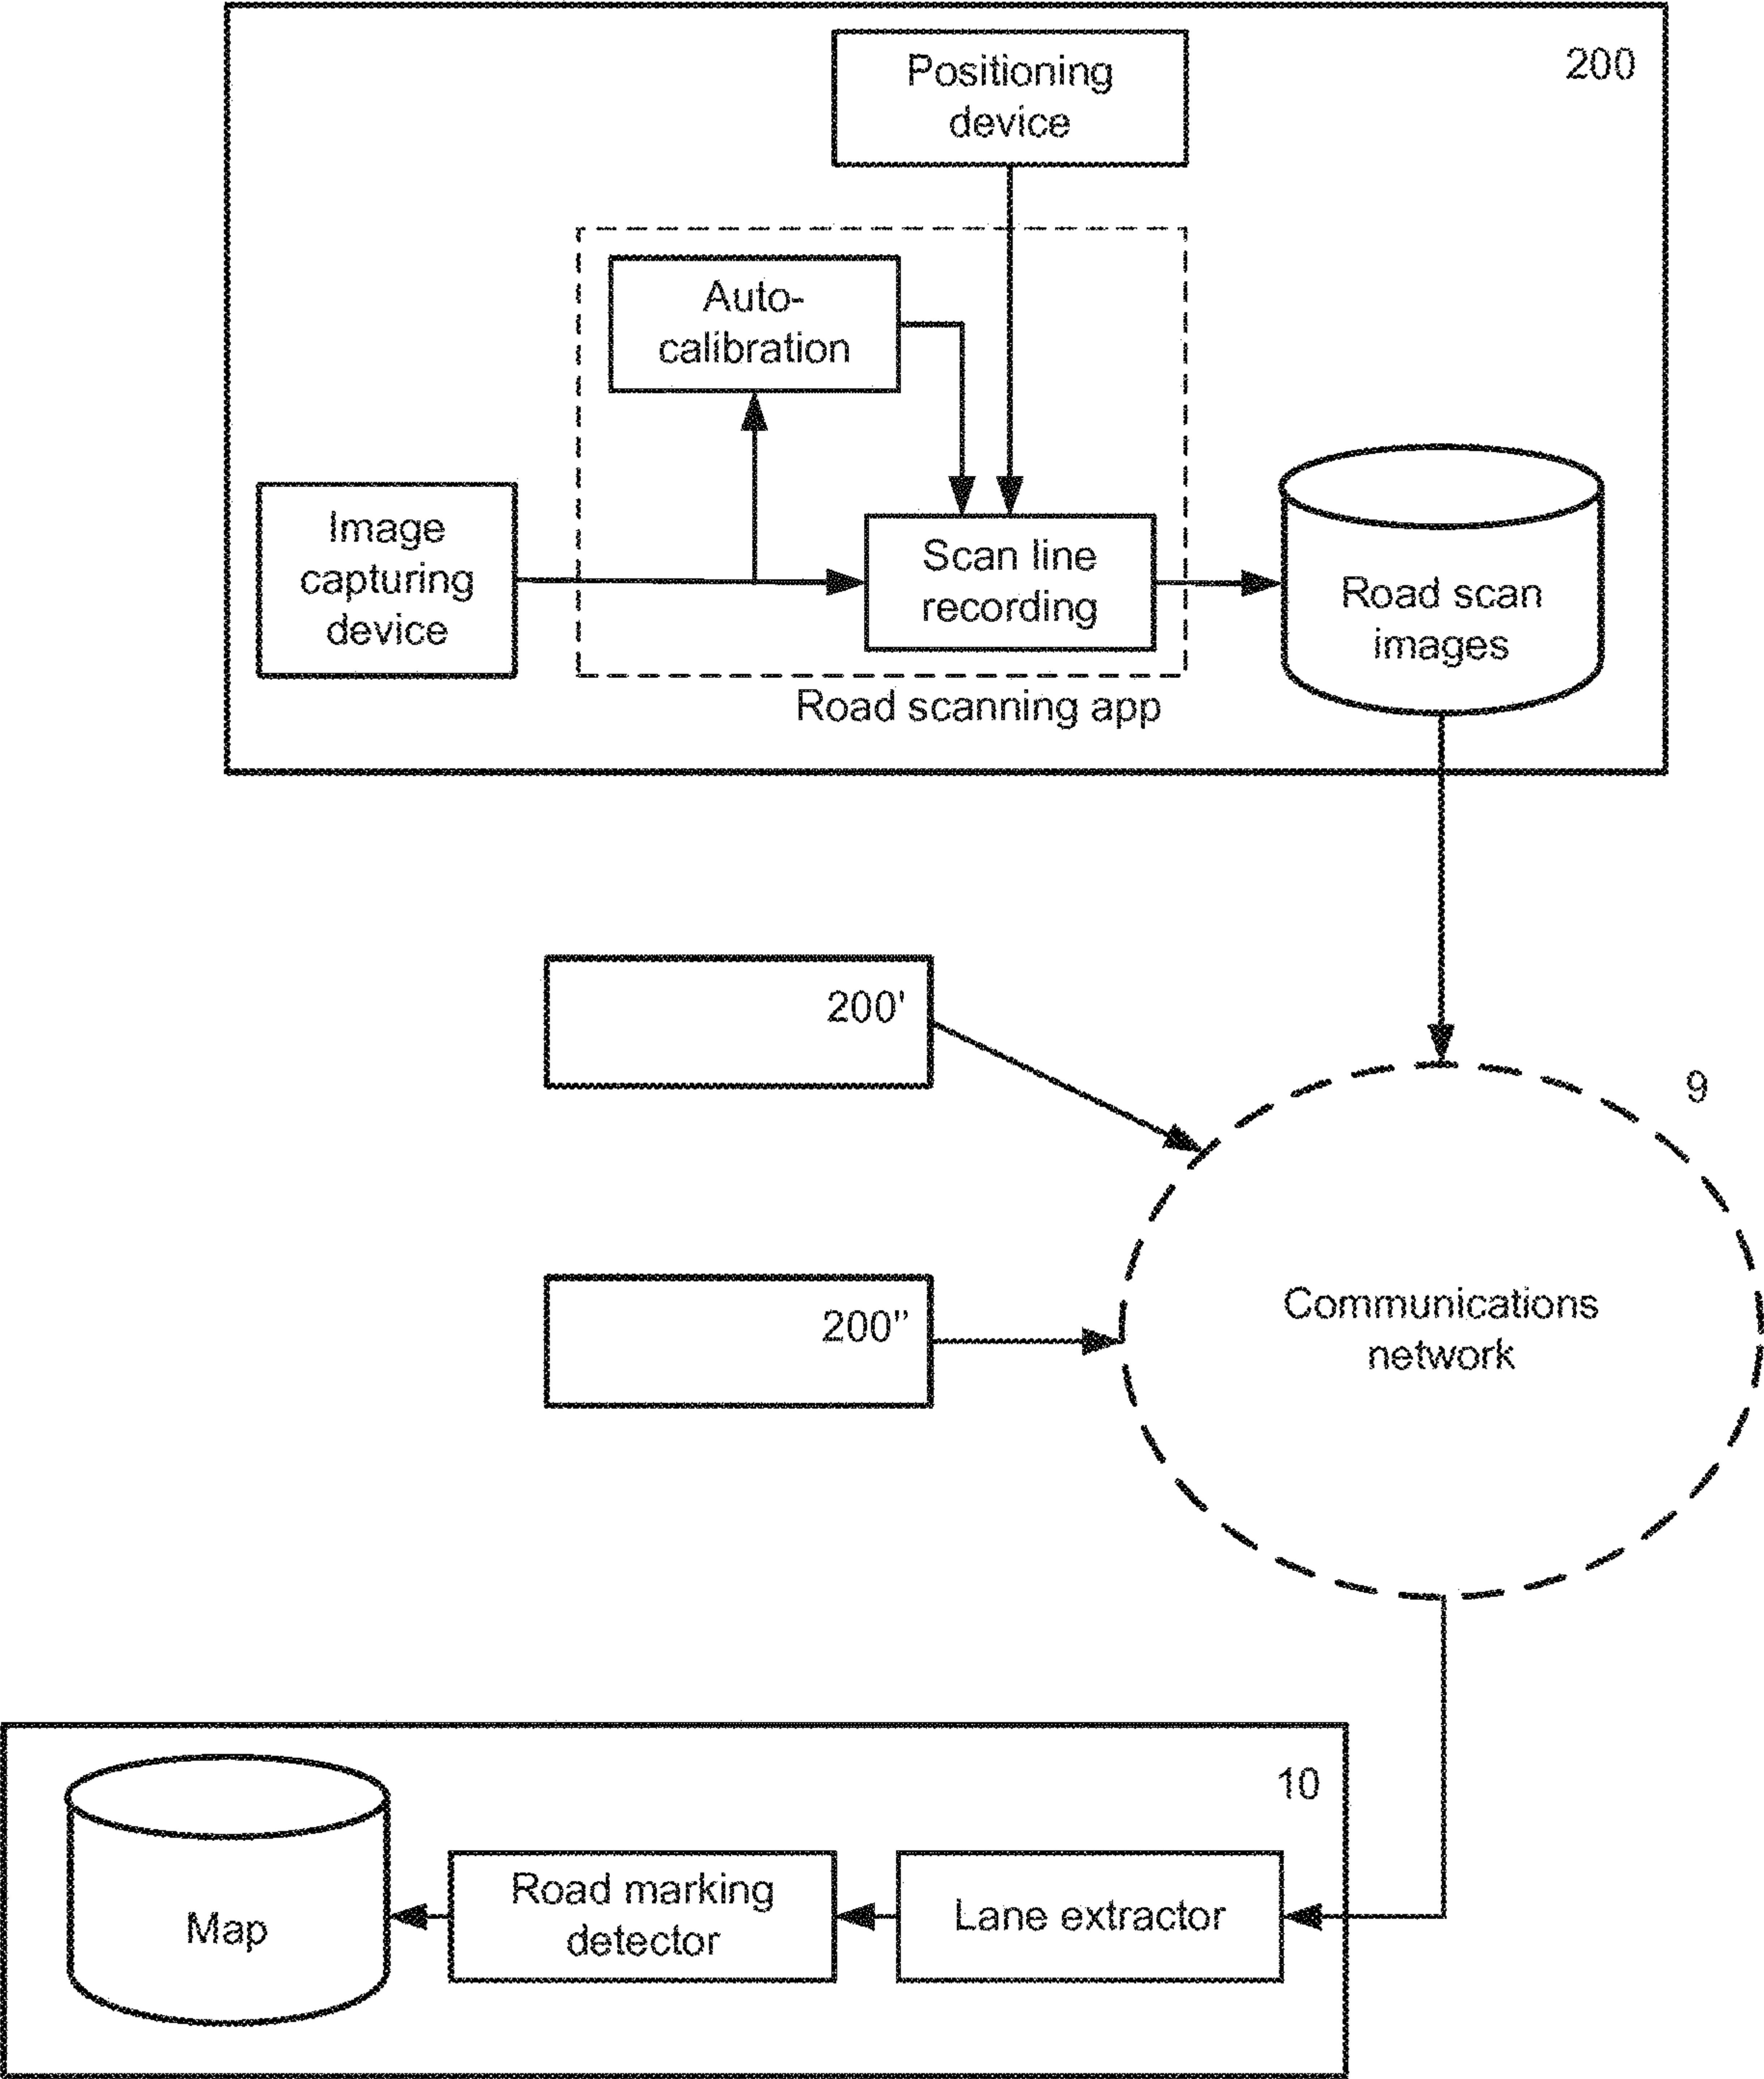 200
Positioning
device
Auto-
calibration
Image
capturing
device
Scan line
recording
Road scan
images
Road scanning app
200'
9
200"
Communications
network
10
Map
Road marking
detector
Lane extractor